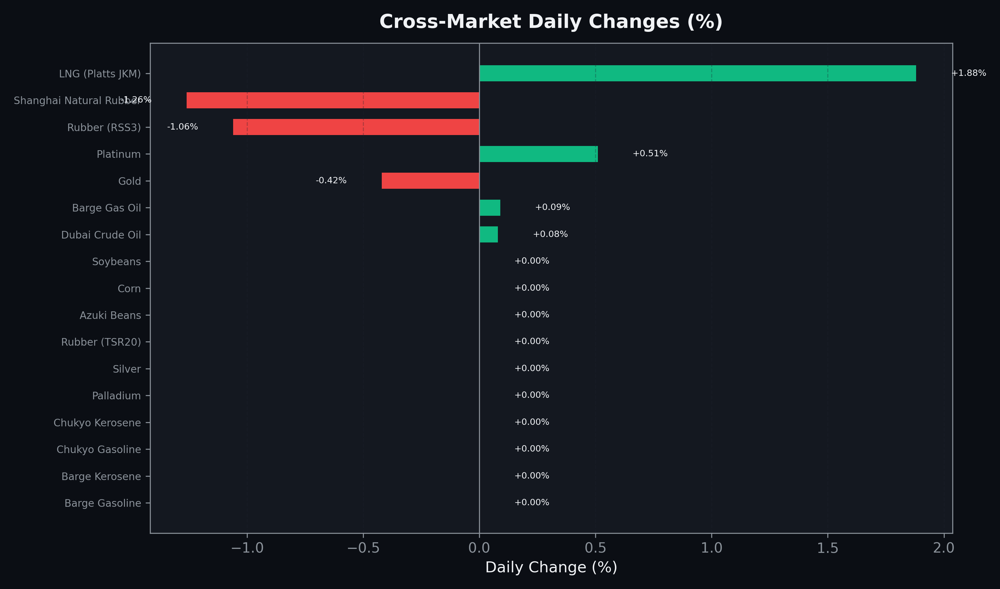 Cross-Market Daily Changes (%)
LNG (Platts JKM) +1.88%
Shanghai Natural Rubber -1.26%
Rubber (RSS3) -1.06%
Platinum +0.51%
Gold -0.42%
Barge Gas Oil +0.09%
Dubai Crude Oil +0.08%
Soybeans +0.00%
Corn +0.00%
Azuki Beans +0.00%
Rubber (TSR20) +0.00%
Silver +0.00%
Palladium +0.00%
Chukyo Kerosene +0.00%
Chukyo Gasoline +0.00%
Barge Kerosene +0.00%
Barge Gasoline +0.00%
−1.0 −0.5 0.0 0.5 1.0 1.5 2.0
Daily Change (%)